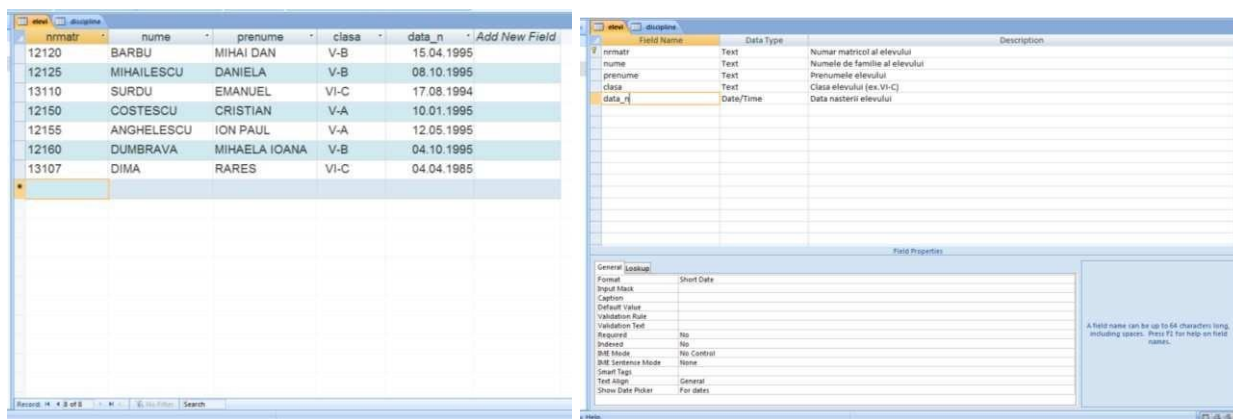 elevi discipline
nrmatr nume prenume clasa data_n Add New Field
12120 BARBU MIHAI DAN V-B 15.04.1995
12125 MIHAILESCU DANIELA V-B 08.10.1995
13110 SURDU EMANUEL VI-C 17.08.1994
12150 COSTESCU CRISTIAN V-A 10.01.1995
12155 ANGHELESCU ION PAUL V-A 12.05.1995
12160 DUMBRAVA MIHAELA IOANA V-B 04.10.1995
13107 DIMA RARES VI-C 04.04.1985
Record: 8 of 8 No Filter Search
elevi discipline
Field Name Data Type Description
nrmatr Text Numar matricol al elevului
nume Text Numele de familie al elevului
prenume Text Prenumele elevului
clasa Text Clasa elevului (ex.VI-C)
data_n Date/Time Data nasterii elevului
Field Properties
General Lookup
Format Short Date
Input Mask
Caption
Default Value
Validation Rule
Validation Text
Required No
Indexed No
IME Mode No Control
IME Sentence Mode None
Smart Tags
Text Align General
Show Date Picker For dates
A field name can be up to 64 characters long,
including spaces. Press F1 for help on field
names.
Help